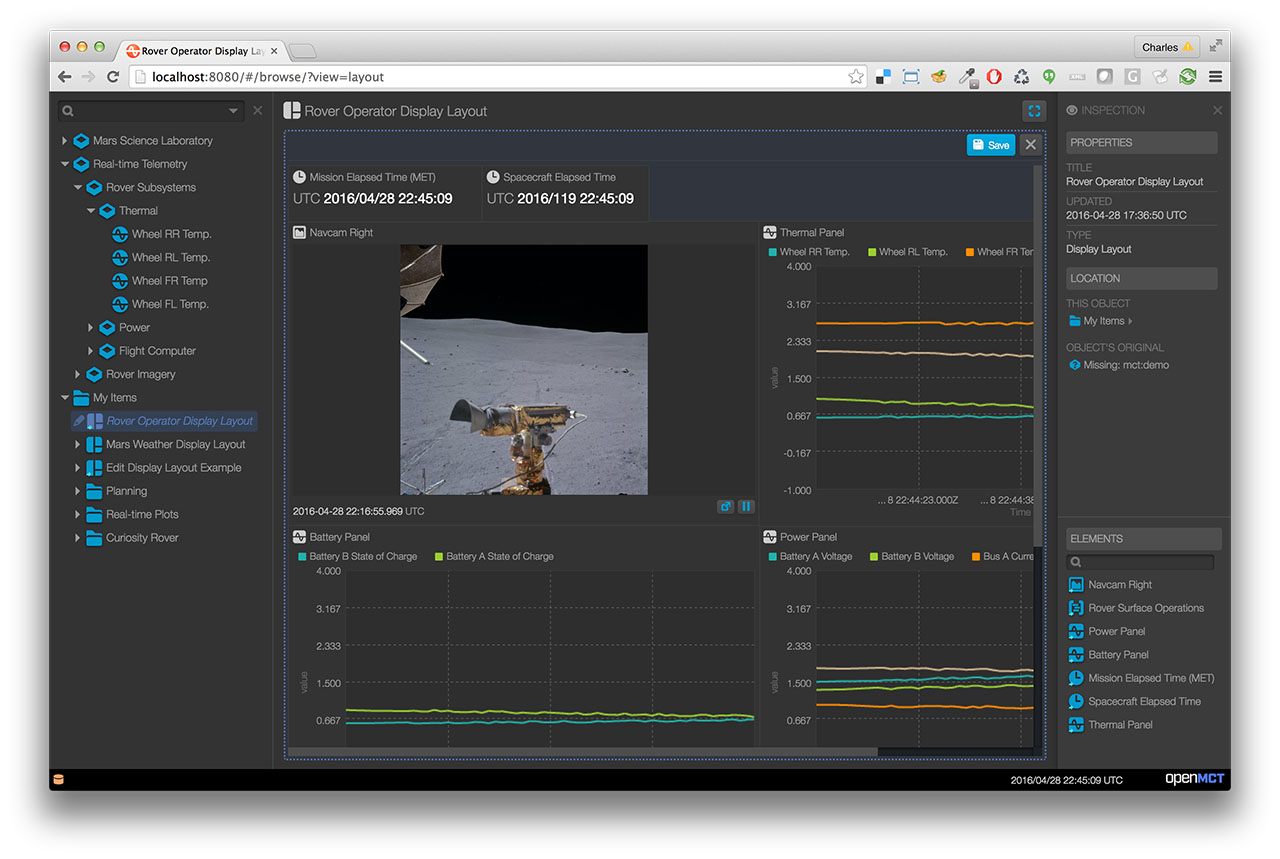 Rover Operator Display La
Charles
localhost:8080/#/browse/?view=layout
Mars Science Laboratory
Real-time Telemetry
Rover Subsystems
Thermal
Wheel RR Temp.
Wheel RL Temp.
Wheel FR Temp
Wheel FL Temp.
Power
Flight Computer
Rover Imagery
My Items
Rover Operator Display Layout
Mars Weather Display Layout
Edit Display Layout Example
Planning
Real-time Plots
Curiosity Rover
Rover Operator Display Layout
Save
Mission Elapsed Time (MET)
UTC 2016/04/28 22:45:09
Spacecraft Elapsed Time
UTC 2016/119 22:45:09
Navcam Right
2016-04-28 22:16:55.969 UTC
Thermal Panel
Wheel RR Temp. Wheel RL Temp. Wheel FR Ter
4.000
3.167
2.333
1.500
0.667
-0.167
-1.000
value
... 8 22:44:23.000Z ... 8 22:44:38
Time
Battery Panel
Battery B State of Charge Battery A State of Charge
4.000
3.167
2.333
1.500
0.667
value
Power Panel
Battery A Voltage Battery B Voltage Bus A Curre
4.000
3.167
2.333
1.500
0.667
value
INSPECTION
PROPERTIES
TITLE
Rover Operator Display Layout
UPDATED
2016-04-28 17:36:50 UTC
TYPE
Display Layout
LOCATION
THIS OBJECT
My Items
OBJECT'S ORIGINAL
Missing: mct:demo
ELEMENTS
Navcam Right
Rover Surface Operations
Power Panel
Battery Panel
Mission Elapsed Time (MET)
Spacecraft Elapsed Time
Thermal Panel
2016/04/28 22:45:09 UTC
openMCT